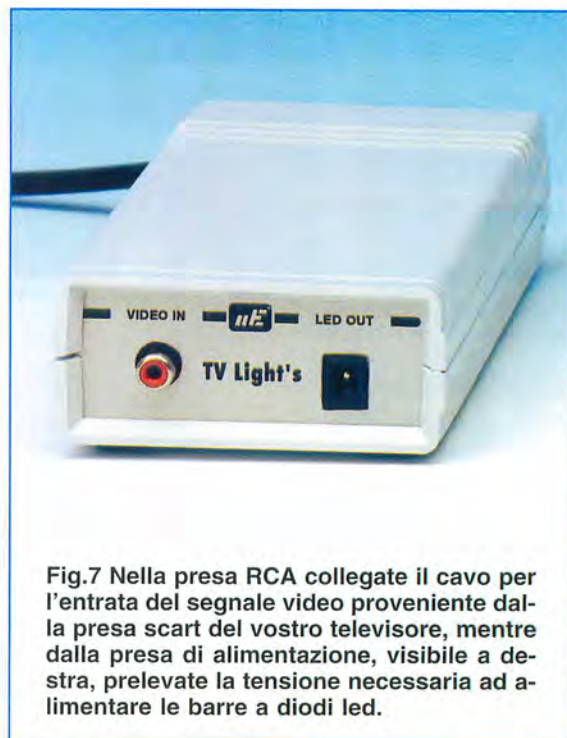 VIDEO IN nE LED OUT
TV Light's
Fig.7 Nella presa RCA collegate il cavo per
l'entrata del segnale video proveniente dal-
la presa scart del vostro televisore, mentre
dalla presa di alimentazione, visibile a de-
stra, prelevate la tensione necessaria ad a-
limentare le barre a diodi led.